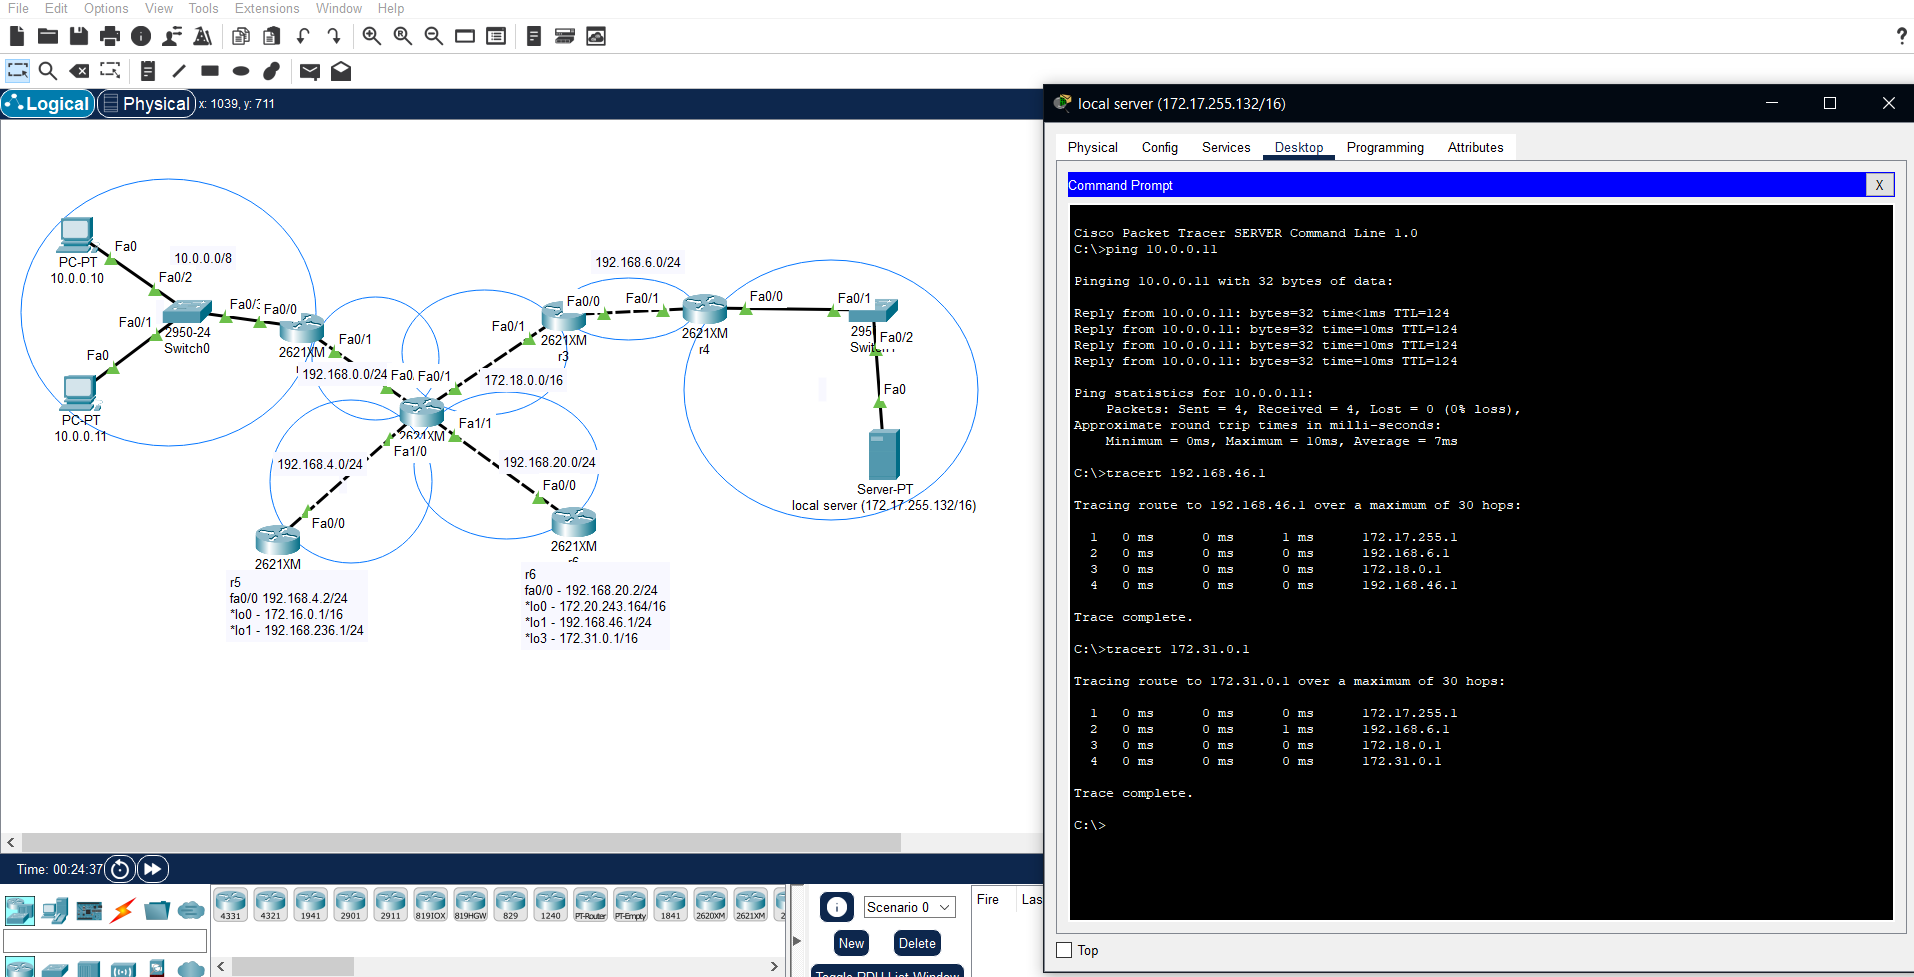 File Edit Options View Tools Extensions Window Help
?
Logical Physical x: 1039, y: 711
PC-PT
10.0.0.10
Fa0
10.0.0.0/8
Fa0/2
Fa0/1
Fa0
2950-24
Switch0
PC-PT
10.0.0.11
Fa0/3
Fa0/0
2621XM
Fa0/1
192.168.0.0/24
Fa0
Fa0/1
172.18.0.0/16
Fa0/1
Fa0/0
2621XM
r3
192.168.6.0/24
Fa0/1
2621XM
r4
Fa0/0
Fa0/1
Fa0/2
Fa0
Server-PT
local server (172.17.255.132/16)
2621XM
Fa1/1
Fa1/0
192.168.4.0/24
192.168.20.0/24
Fa0/0
Fa0/0
2621XM
2621XM
r6
r5
fa0/0 192.168.4.2/24
*lo0 - 172.16.0.1/16
*lo1 - 192.168.236.1/24
r6
fa0/0 - 192.168.20.2/24
*lo0 - 172.20.243.164/16
*lo1 - 192.168.46.1/24
*lo3 - 172.31.0.1/16
Time: 00:24:37
4331 4321 1941 2901 2911 819IOX 819HGW 829 1240 PT-Router PT-Empty 1841 2620XM 2621XM
Scenario 0
New Delete
Toggle PDU List Window
Fire Las
local server (172.17.255.132/16)
Physical Config Services Desktop Programming Attributes
Command Prompt X
Cisco Packet Tracer SERVER Command Line 1.0
C:\>ping 10.0.0.11
Pinging 10.0.0.11 with 32 bytes of data:
Reply from 10.0.0.11: bytes=32 time<1ms TTL=124
Reply from 10.0.0.11: bytes=32 time=10ms TTL=124
Reply from 10.0.0.11: bytes=32 time=10ms TTL=124
Reply from 10.0.0.11: bytes=32 time=10ms TTL=124
Ping statistics for 10.0.0.11:
Packets: Sent = 4, Received = 4, Lost = 0 (0% loss),
Approximate round trip times in milli-seconds:
Minimum = 0ms, Maximum = 10ms, Average = 7ms
C:\>tracert 192.168.46.1
Tracing route to 192.168.46.1 over a maximum of 30 hops:
1 0 ms 0 ms 1 ms 172.17.255.1
2 0 ms 0 ms 0 ms 192.168.6.1
3 0 ms 0 ms 0 ms 172.18.0.1
4 0 ms 0 ms 0 ms 192.168.46.1
Trace complete.
C:\>tracert 172.31.0.1
Tracing route to 172.31.0.1 over a maximum of 30 hops:
1 0 ms 0 ms 0 ms 172.17.255.1
2 0 ms 0 ms 1 ms 192.168.6.1
3 0 ms 0 ms 0 ms 172.18.0.1
4 0 ms 0 ms 0 ms 172.31.0.1
Trace complete.
C:\>
Top